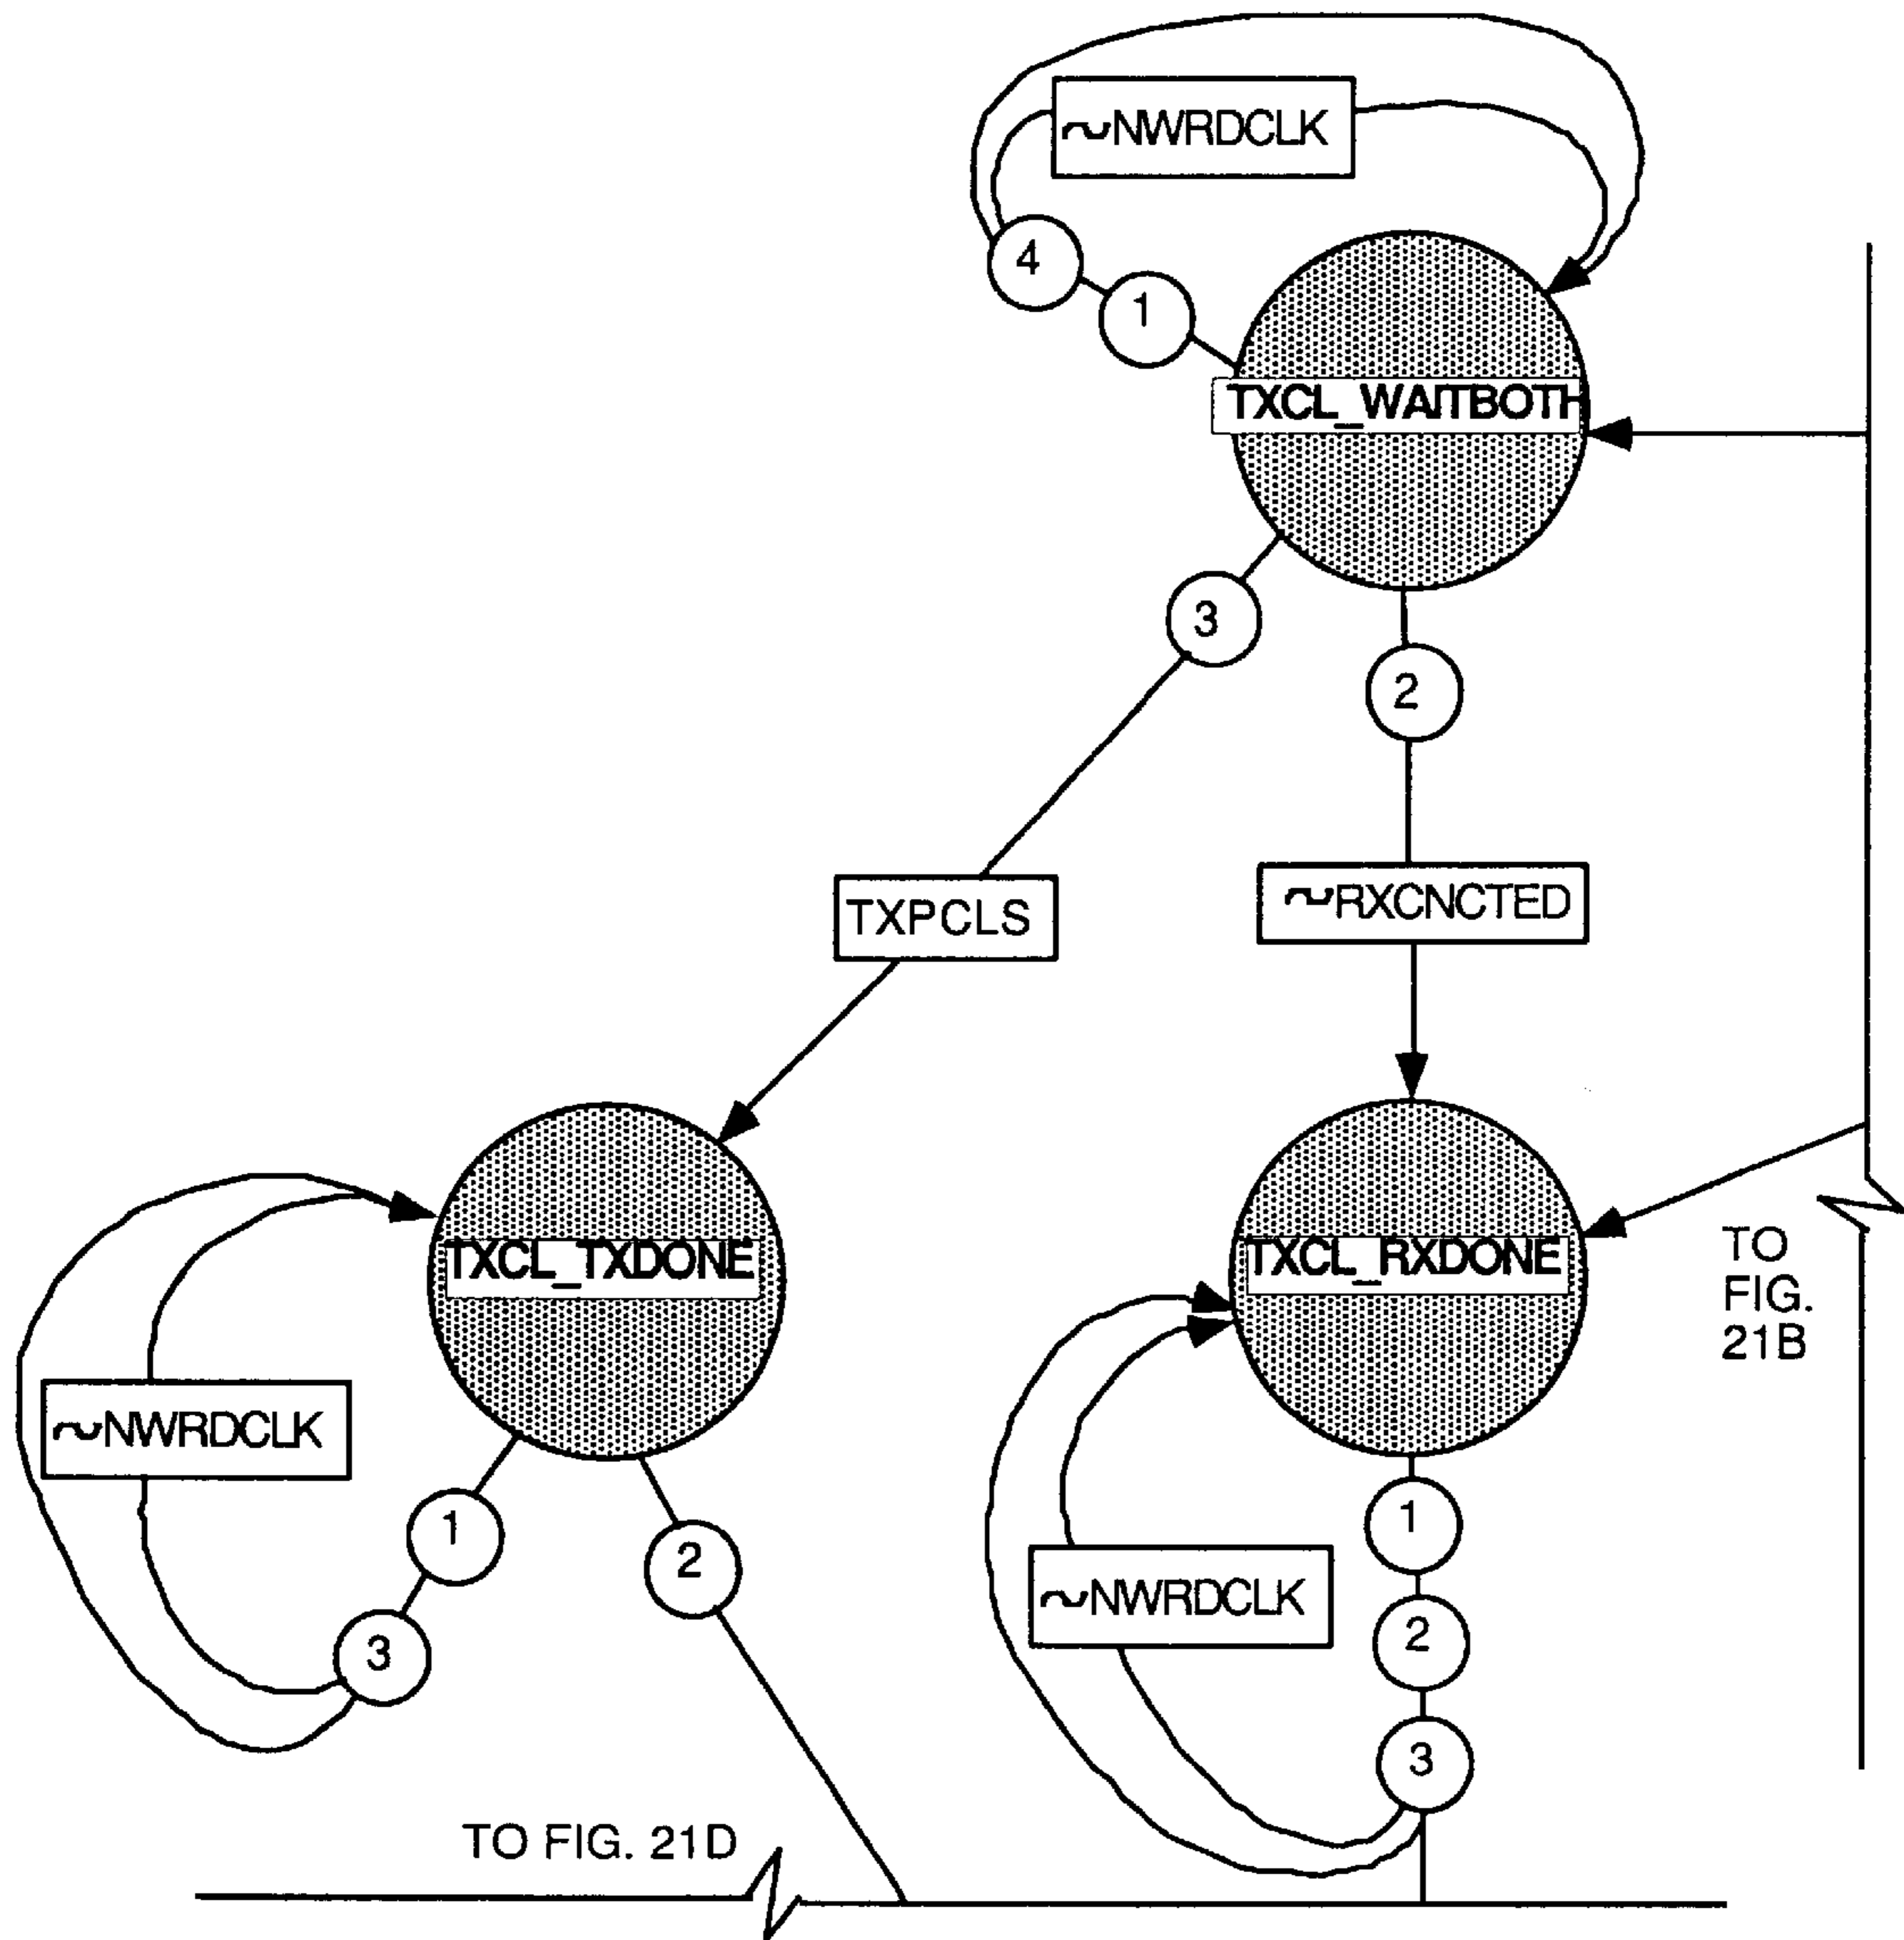 ~NWRDCLK
4
1
TXCL_WAITBOTH
3
2
TXPCLS
~RXCNCTED
TXCL_TXDONE
TXCL_RXDONE
TO
FIG.
21B
~NWRDCLK
1
2
3
~NWRDCLK
1
2
3
TO FIG. 21D